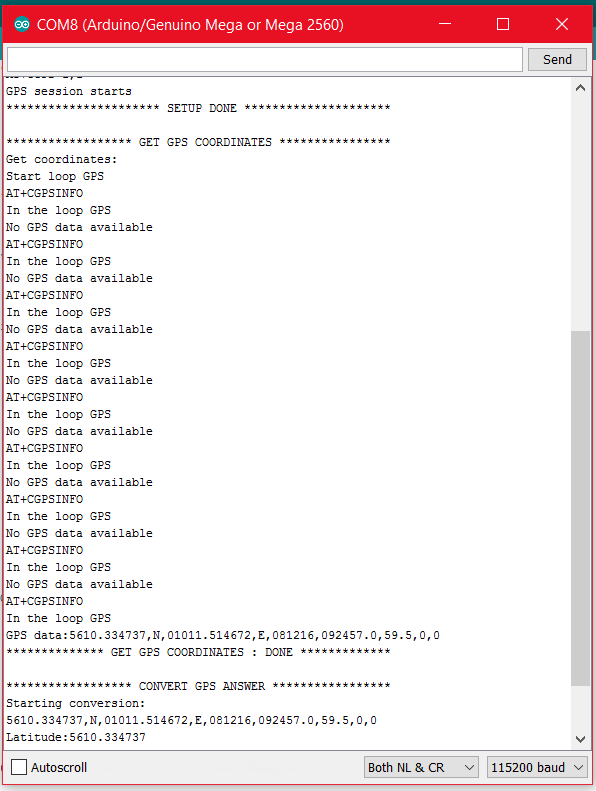 COM8 (Arduino/Genuino Mega or Mega 2560)
Send
GPS session starts
********************** SETUP DONE *********************
****************** GET GPS COORDINATES ****************
Get coordinates:
Start loop GPS
AT+CGPSINFO
In the loop GPS
No GPS data available
AT+CGPSINFO
In the loop GPS
No GPS data available
AT+CGPSINFO
In the loop GPS
No GPS data available
AT+CGPSINFO
In the loop GPS
No GPS data available
AT+CGPSINFO
In the loop GPS
No GPS data available
AT+CGPSINFO
In the loop GPS
No GPS data available
AT+CGPSINFO
In the loop GPS
No GPS data available
AT+CGPSINFO
In the loop GPS
No GPS data available
AT+CGPSINFO
In the loop GPS
GPS data:5610.334737,N,01011.514672,E,081216,092457.0,59.5,0,0
************** GET GPS COORDINATES : DONE *************
****************** CONVERT GPS ANSWER *****************
Starting conversion:
5610.334737,N,01011.514672,E,081216,092457.0,59.5,0,0
Latitude:5610.334737
Autoscroll
Both NL & CR
115200 baud